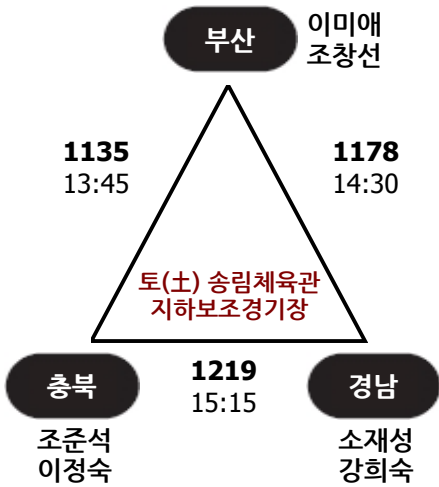 부산
이미애
조창선
1135
13:45
1178
14:30
토(土) 송림체육관
지하보조경기장
충북
1219
15:15
경남
조준석
이정숙
소재성
강희숙